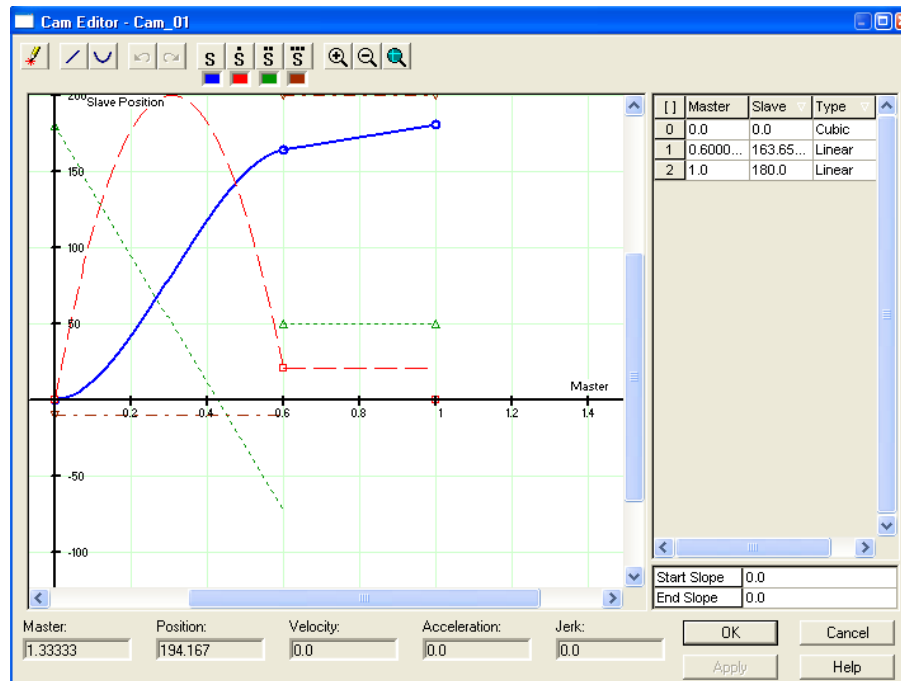 Cam Editor - Cam_01
S Ṡ S̈ S⃛
Slave Position
200
150
100
50
-50
-100
0.2 0.4 0.6 0.8 1 1.2 1.4
Master
[ ] Master Slave Type
0 0.0 0.0 Cubic
1 0.6000... 163.65... Linear
2 1.0 180.0 Linear
Start Slope 0.0
End Slope 0.0
Master: Position: Velocity: Acceleration: Jerk:
1.33333 194.167 0.0 0.0 0.0
OK Cancel
Apply Help